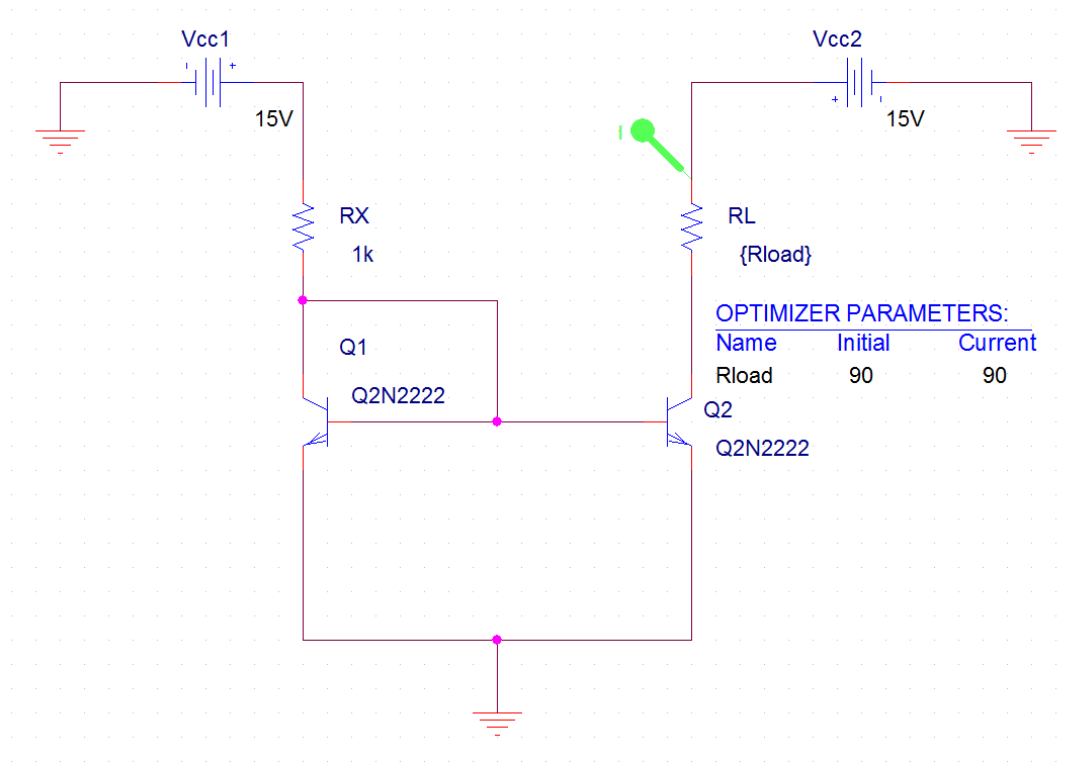 Vcc1
Vcc2
15V
15V
I
RX
RL
1k
{Rload}
OPTIMIZER PARAMETERS:
Name Initial Current
Q1
Rload 90 90
Q2N2222
Q2
Q2N2222